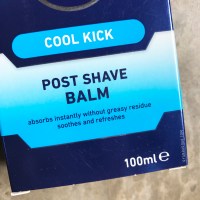 COOL KICK
POST SHAVE
BALM
absorbs instantly without greasy residue
soothes and refreshes
100ml e